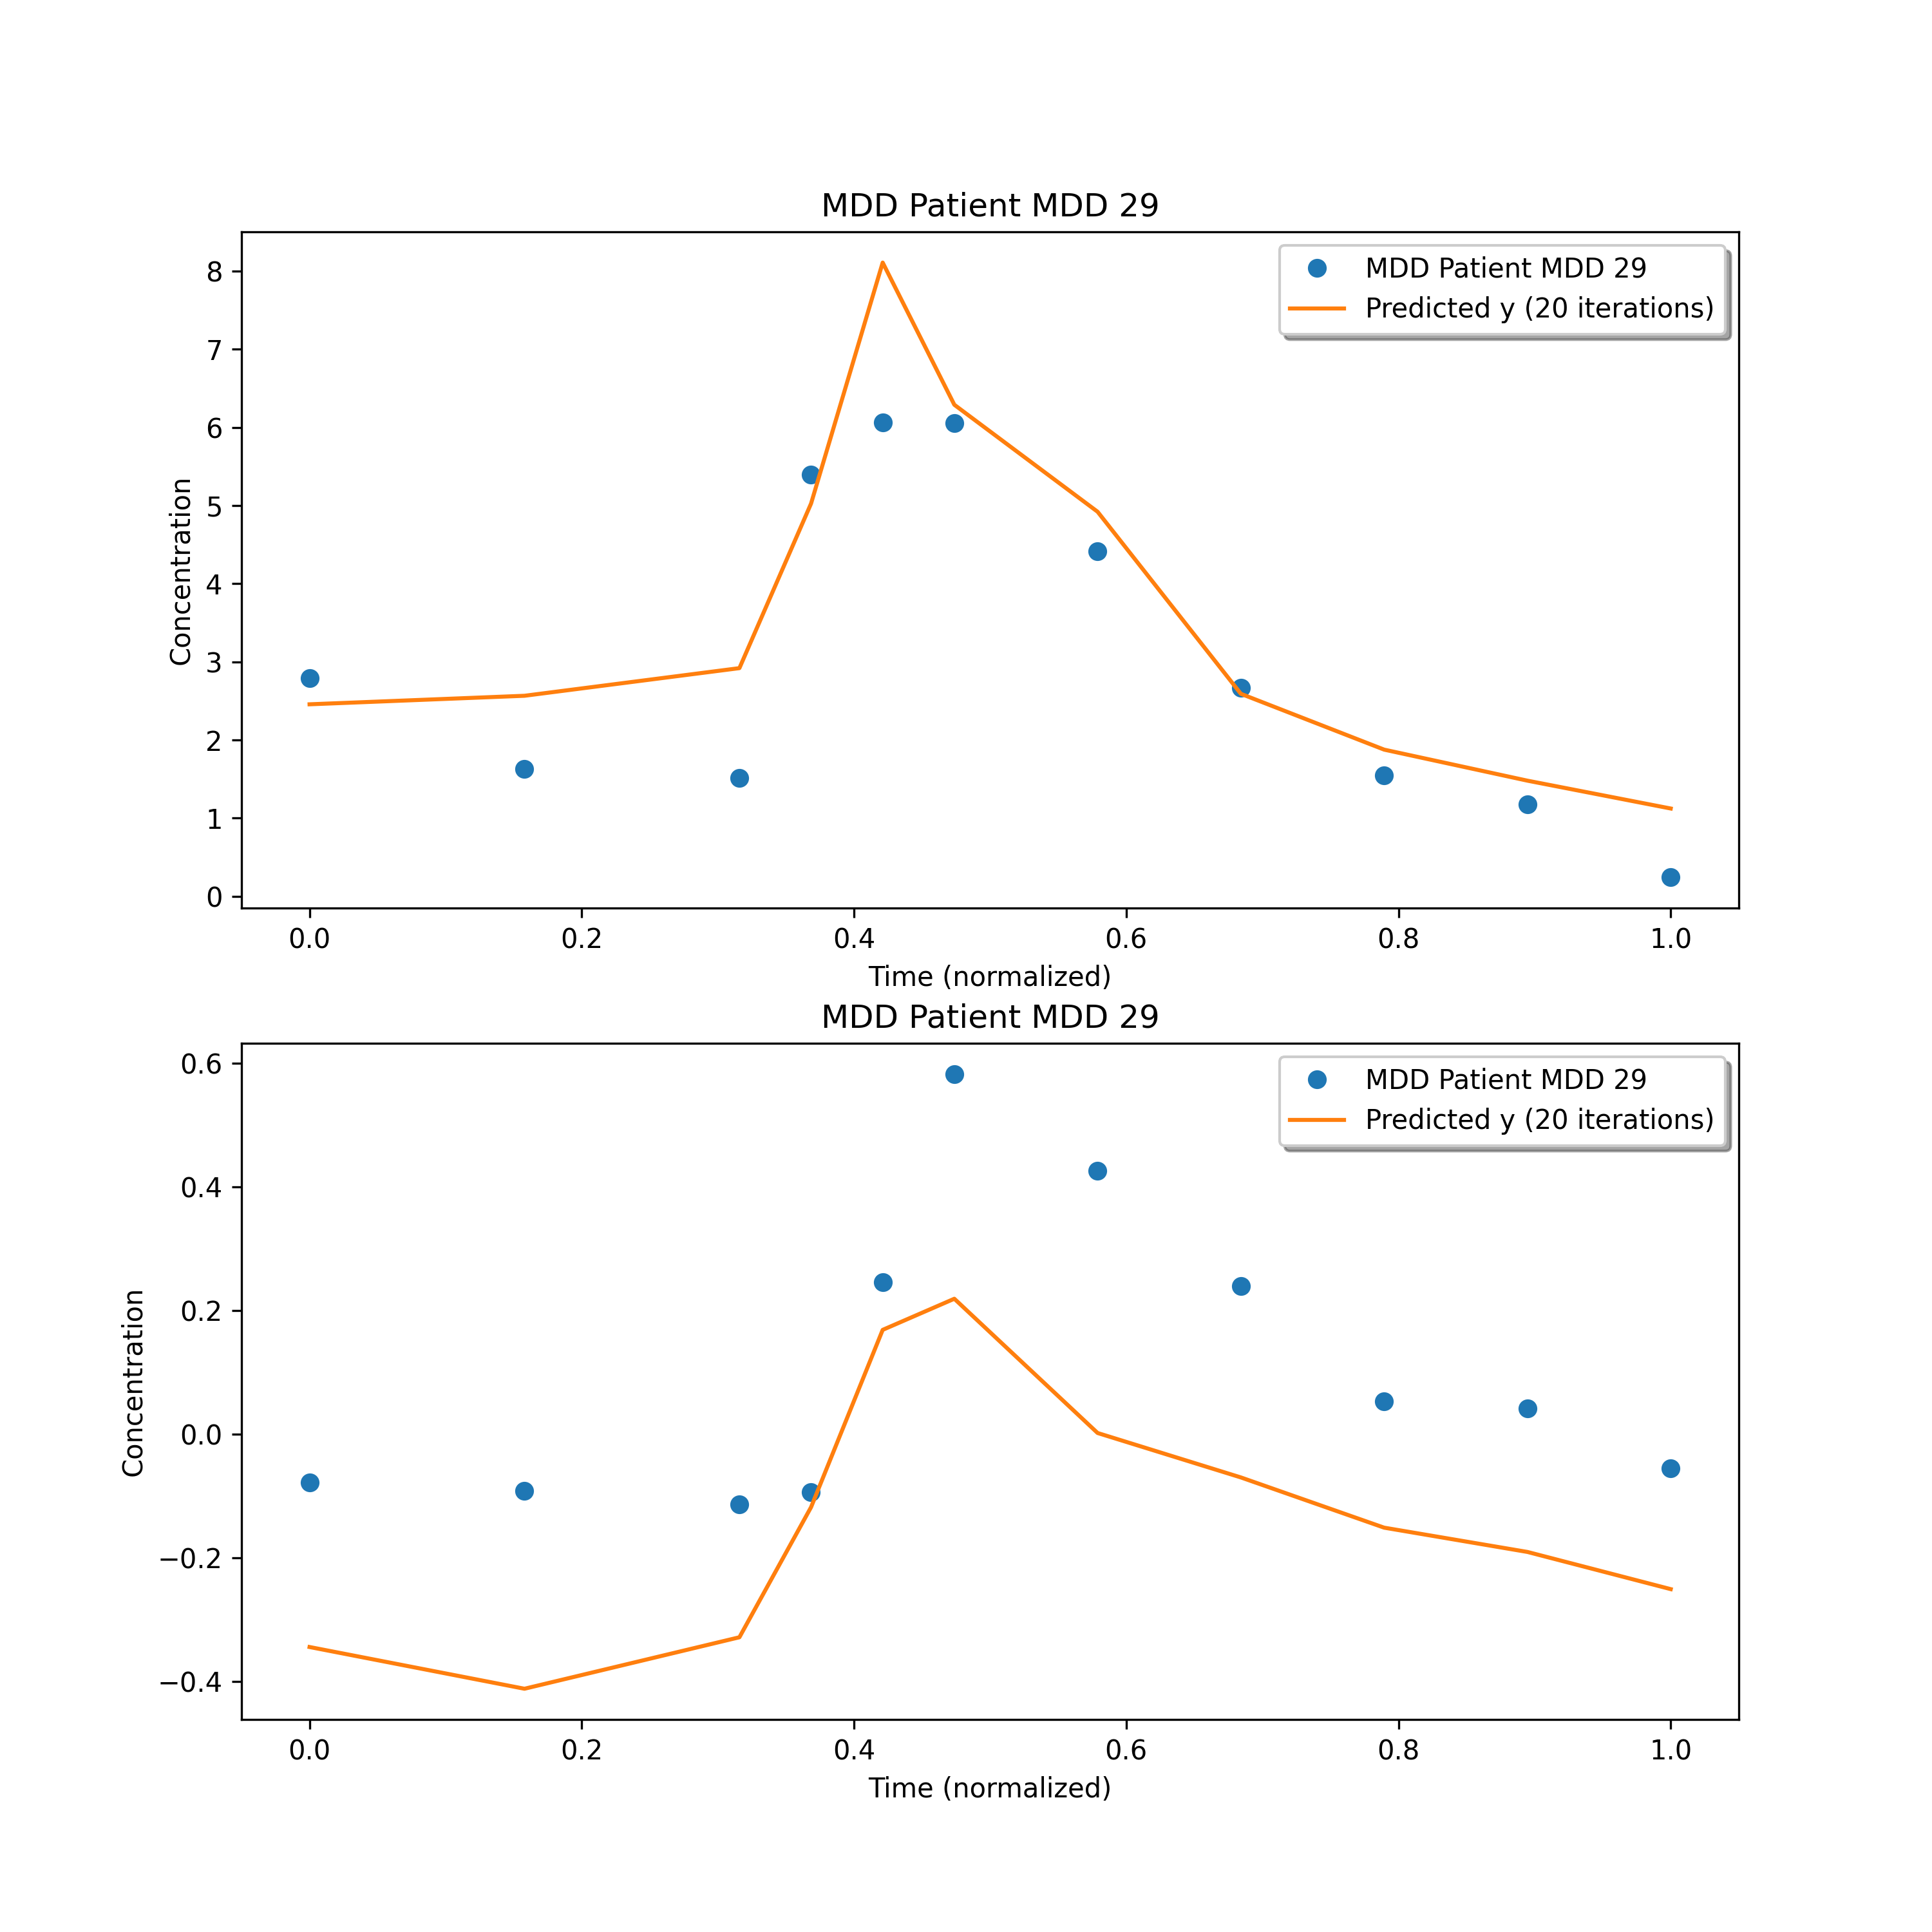 MDD Patient MDD 29
MDD Patient MDD 29
Predicted y (20 iterations)
8
7
6
5
4
3
2
1
0
Concentration
0.0 0.2 0.4 0.6 0.8 1.0
Time (normalized)
MDD Patient MDD 29
MDD Patient MDD 29
Predicted y (20 iterations)
0.6
0.4
0.2
0.0
−0.2
−0.4
Concentration
0.0 0.2 0.4 0.6 0.8 1.0
Time (normalized)